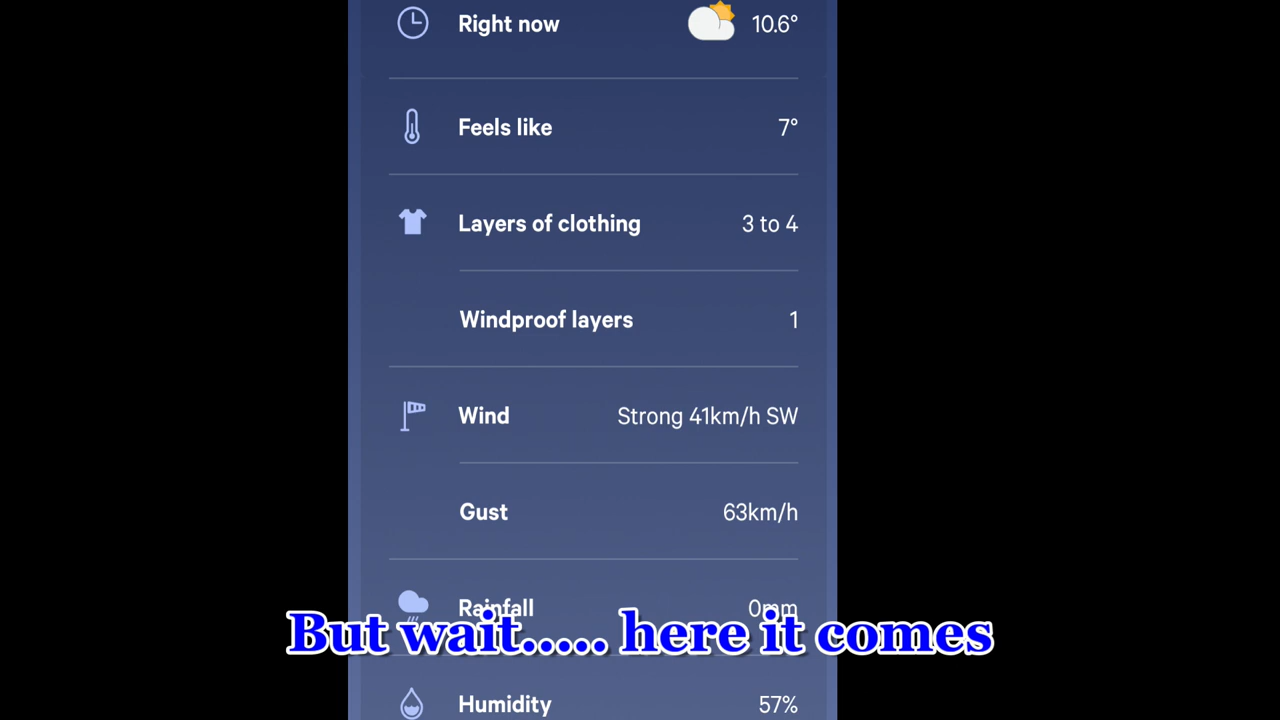 Right now 10.6°
Feels like 7°
Layers of clothing 3 to 4
Windproof layers 1
Wind Strong 41km/h SW
Gust 63km/h
Rainfall 0mm
But wait..... here it comes
Humidity 57%